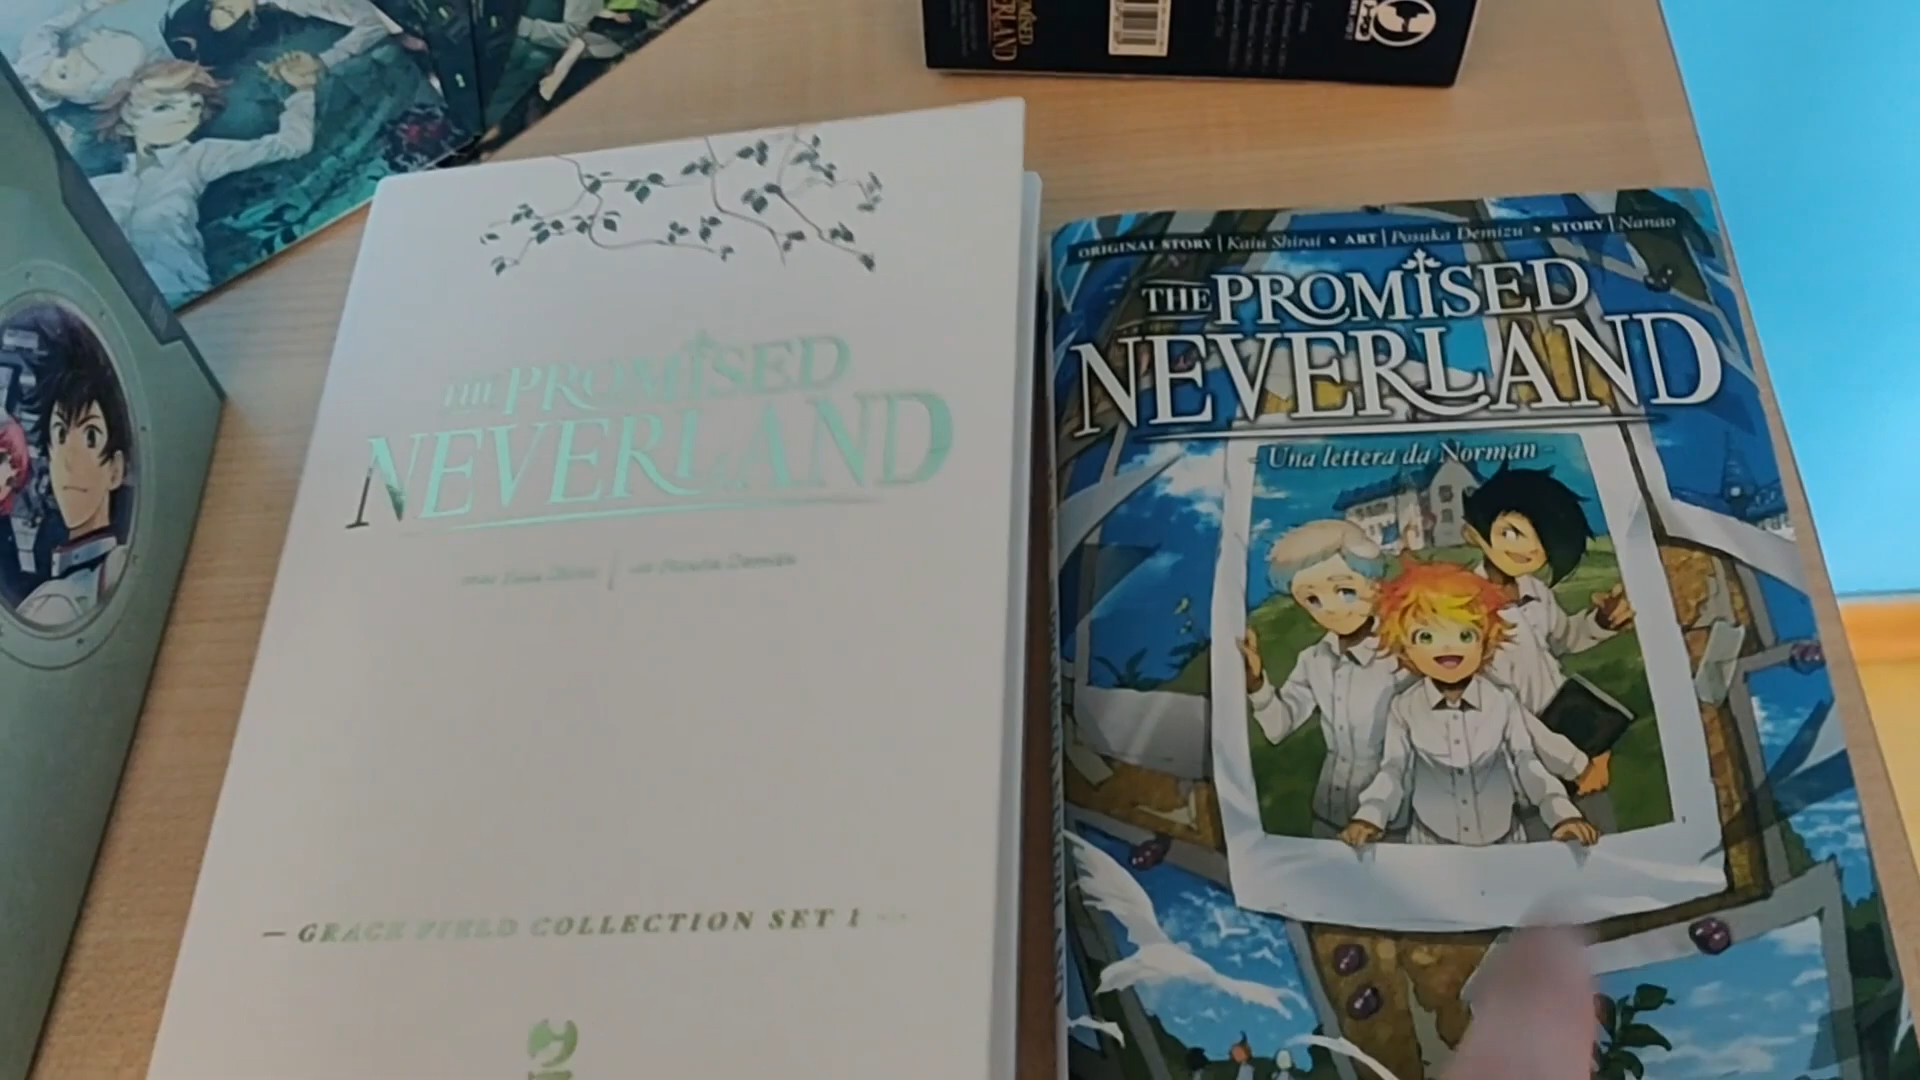 THE PROMISED
NEVERLAND
GRACE FIELD COLLECTION SET 1
ORIGINAL STORY | Kaiu Shirai • ART | Posuka Demizu • STORY | Nanao
THE PROMISED
NEVERLAND
- Una lettera da Norman -